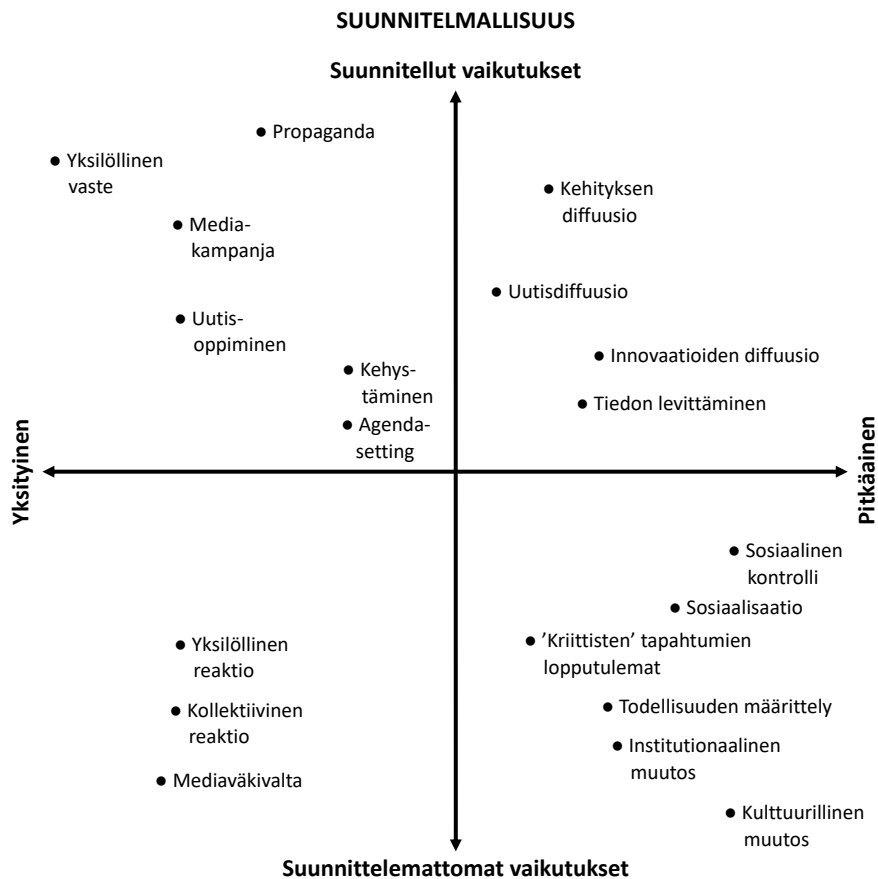 SUUNNITELMALLISUUS
Suunnitellut vaikutukset
Propaganda
Yksilöllinen
vaste
Kehityksen
diffuusio
Media-
kampanja
Uutisdiffuusio
Uutis-
oppiminen
Innovaatioiden diffuusio
Kehys-
täminen
Tiedon levittäminen
Agenda-
setting
Yksityinen
Pitkäainen
Sosiaalinen
kontrolli
Sosiaalisaatio
Yksilöllinen
reaktio
’Kriittisten’ tapahtumien
lopputulemat
Kollektiivinen
reaktio
Todellisuuden määrittely
Institutionaalinen
muutos
Mediaväkivalta
Kulttuurillinen
muutos
Suunnittelemattomat vaikutukset